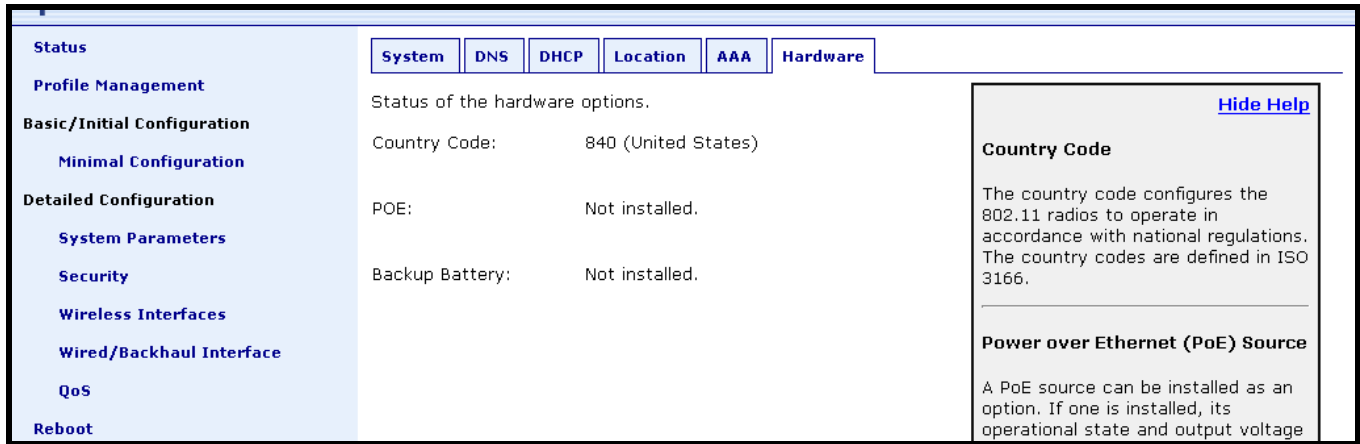 Status
Profile Management
Basic/Initial Configuration
Minimal Configuration
Detailed Configuration
System Parameters
Security
Wireless Interfaces
Wired/Backhaul Interface
QoS
Reboot
System DNS DHCP Location AAA Hardware
Status of the hardware options.
Country Code: 840 (United States)
POE: Not installed.
Backup Battery: Not installed.
Hide Help
Country Code
The country code configures the
802.11 radios to operate in
accordance with national regulations.
The country codes are defined in ISO
3166.
Power over Ethernet (PoE) Source
A PoE source can be installed as an
option. If one is installed, its
operational state and output voltage